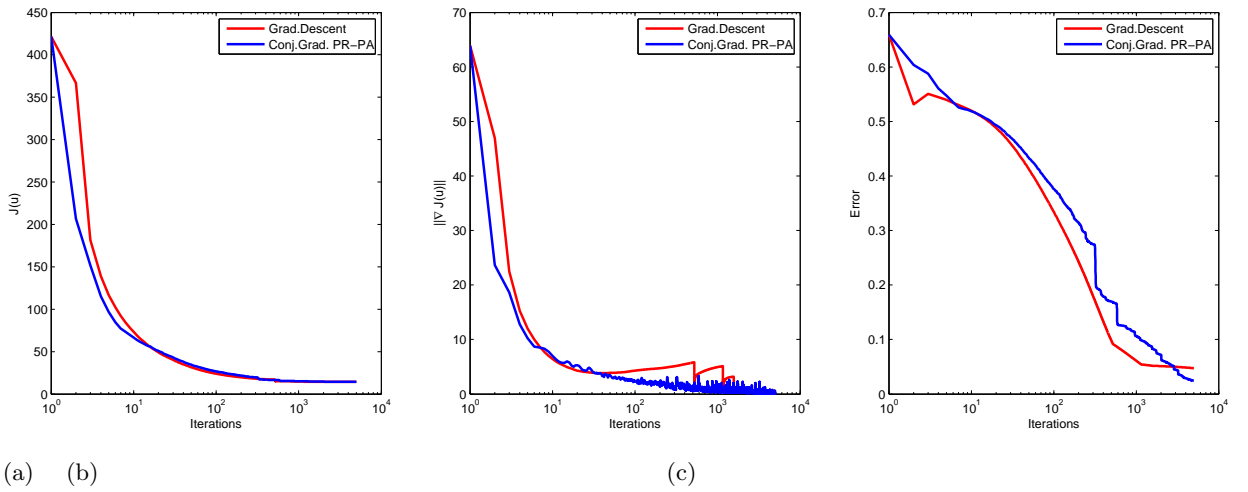 450
400
350
300
250
200
150
100
50
0
J(u)
10^0 10^1 10^2 10^3 10^4
Iterations
Grad.Descent
Conj.Grad. PR−PA
70
60
50
40
30
20
10
0
||∇ J(u)||
10^0 10^1 10^2 10^3 10^4
Iterations
Grad.Descent
Conj.Grad. PR−PA
0.7
0.6
0.5
0.4
0.3
0.2
0.1
0
Error
10^0 10^1 10^2 10^3 10^4
Iterations
Grad.Descent
Conj.Grad. PR−PA
(a) (b) (c)